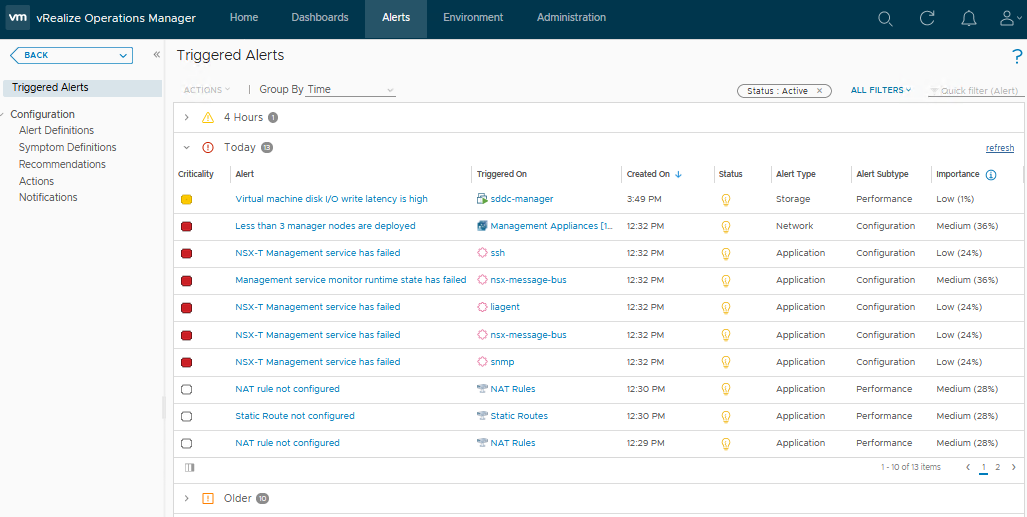 vm vRealize Operations Manager Home Dashboards Alerts Environment Administration
BACK
Triggered Alerts
Configuration
Alert Definitions
Symptom Definitions
Recommendations
Actions
Notifications
Triggered Alerts ?
ACTIONS Group By Time Status : Active ✕ ALL FILTERS Quick filter (Alert)
4 Hours 1
Today 13 refresh
Criticality Alert Triggered On Created On Status Alert Type Alert Subtype Importance
Virtual machine disk I/O write latency is high sddc-manager 3:49 PM Storage Performance Low (1%)
Less than 3 manager nodes are deployed Management Appliances [1... 12:32 PM Network Configuration Medium (36%)
NSX-T Management service has failed ssh 12:32 PM Application Configuration Low (24%)
Management service monitor runtime state has failed nsx-message-bus 12:32 PM Application Configuration Medium (36%)
NSX-T Management service has failed liagent 12:32 PM Application Configuration Low (24%)
NSX-T Management service has failed nsx-message-bus 12:32 PM Application Configuration Low (24%)
NSX-T Management service has failed snmp 12:32 PM Application Configuration Low (24%)
NAT rule not configured NAT Rules 12:30 PM Application Performance Medium (28%)
Static Route not configured Static Routes 12:30 PM Application Performance Medium (28%)
NAT rule not configured NAT Rules 12:29 PM Application Performance Medium (28%)
1 - 10 of 13 items 1 2
Older 10